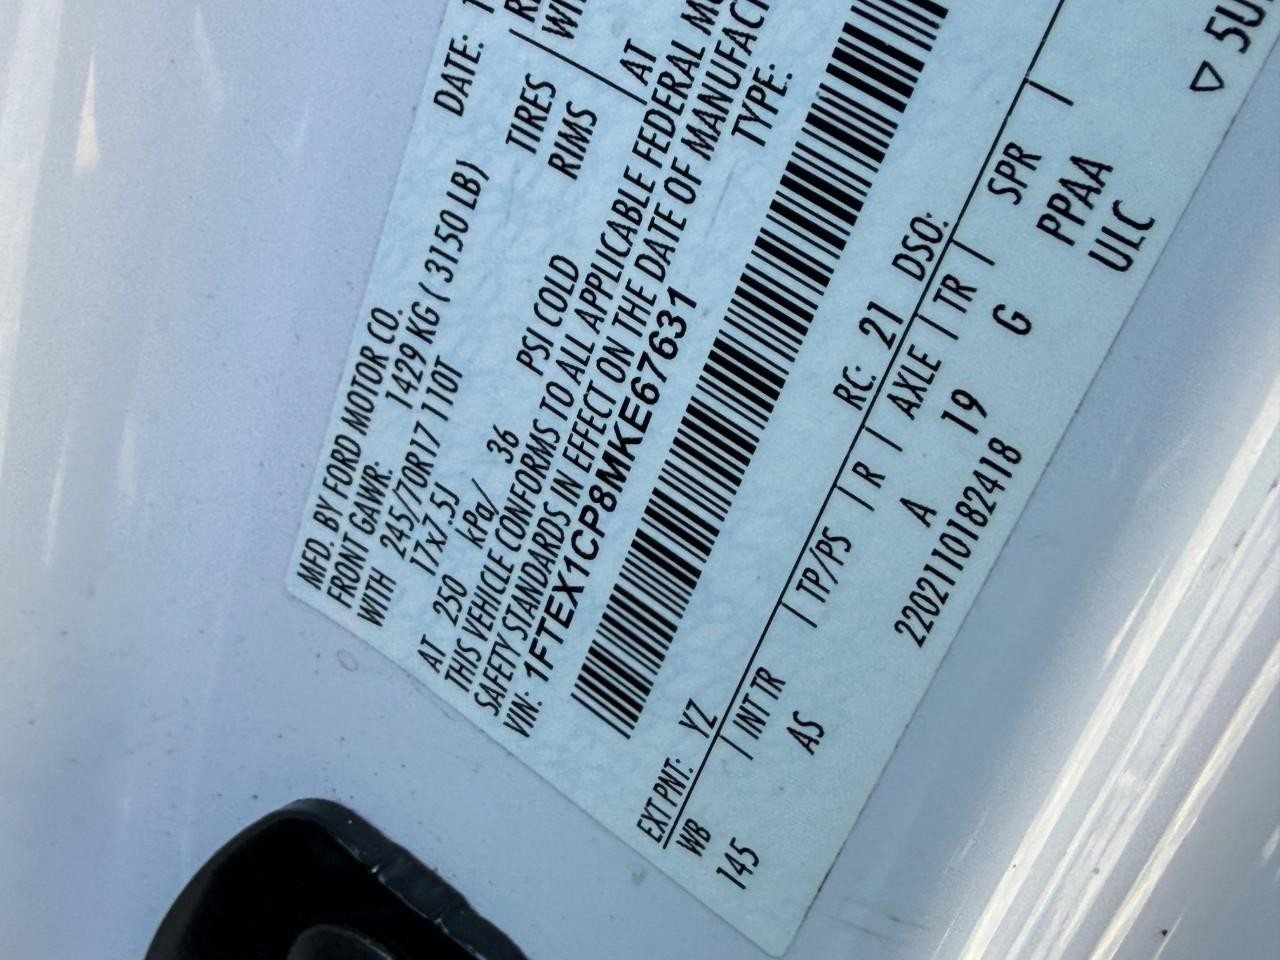 MFD. BY FORD MOTOR CO.
DATE:
FRONT GAWR: 1429 KG ( 3150 LB)
WITH 245/70R17 110T TIRES
17x7.5J RIMS
AT 250 kPa/ 36 PSI COLD AT
THIS VEHICLE CONFORMS TO ALL APPLICABLE FEDERAL
SAFETY STANDARDS IN EFFECT ON THE DATE OF
VIN: 1FTEX1CP8MKE67631 TYPE:
EXT PNT: YZ RC: 21 DSO:
WB | INT TR | TP/PS | R | AXLE | TR | SPR |
145 AS A 19 G PPAA
2202110182418 ULC